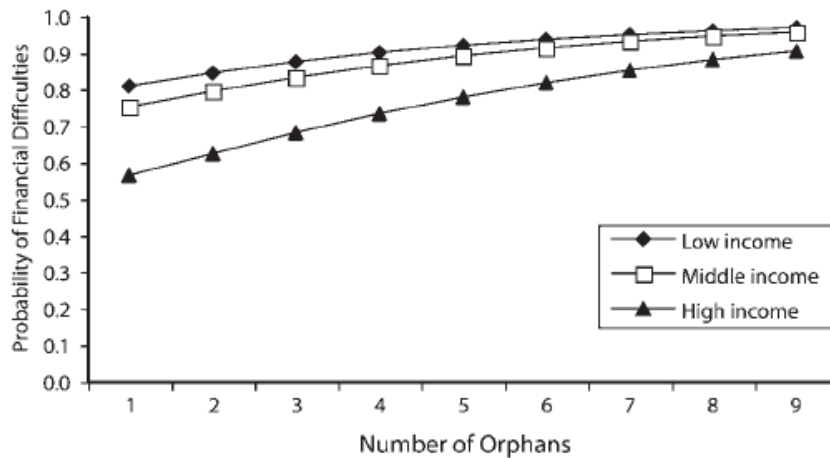 Probability of Financial Difficulties
1.0
0.9
0.8
0.7
0.6
0.5
0.4
0.3
0.2
0.1
0.0
1 2 3 4 5 6 7 8 9
Number of Orphans
Low income
Middle income
High income